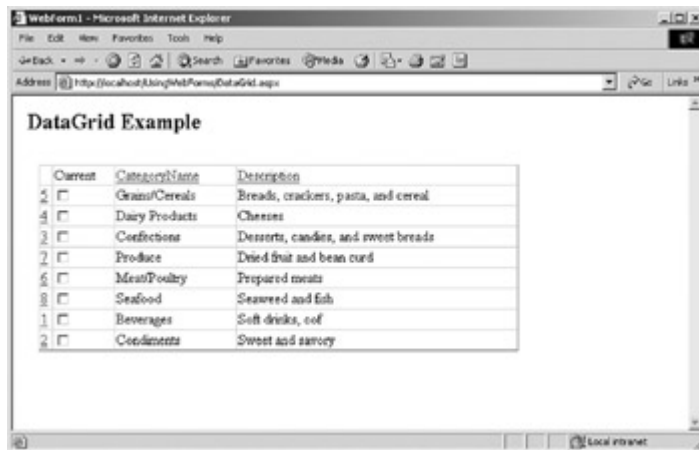 WebForm1 - Microsoft Internet Explorer
File Edit View Favorites Tools Help
Back Search Favorites Media
Address http://localhost/UsingWebForms/DataGrid.aspx Go Links
DataGrid Example
Current CategoryName Description
5 Grains/Cereals Breads, crackers, pasta, and cereal
4 Dairy Products Cheeses
3 Confections Desserts, candies, and sweet breads
7 Produce Dried fruit and bean curd
6 Meat/Poultry Prepared meats
8 Seafood Seaweed and fish
1 Beverages Soft drinks, cof
2 Condiments Sweet and savory
Local intranet